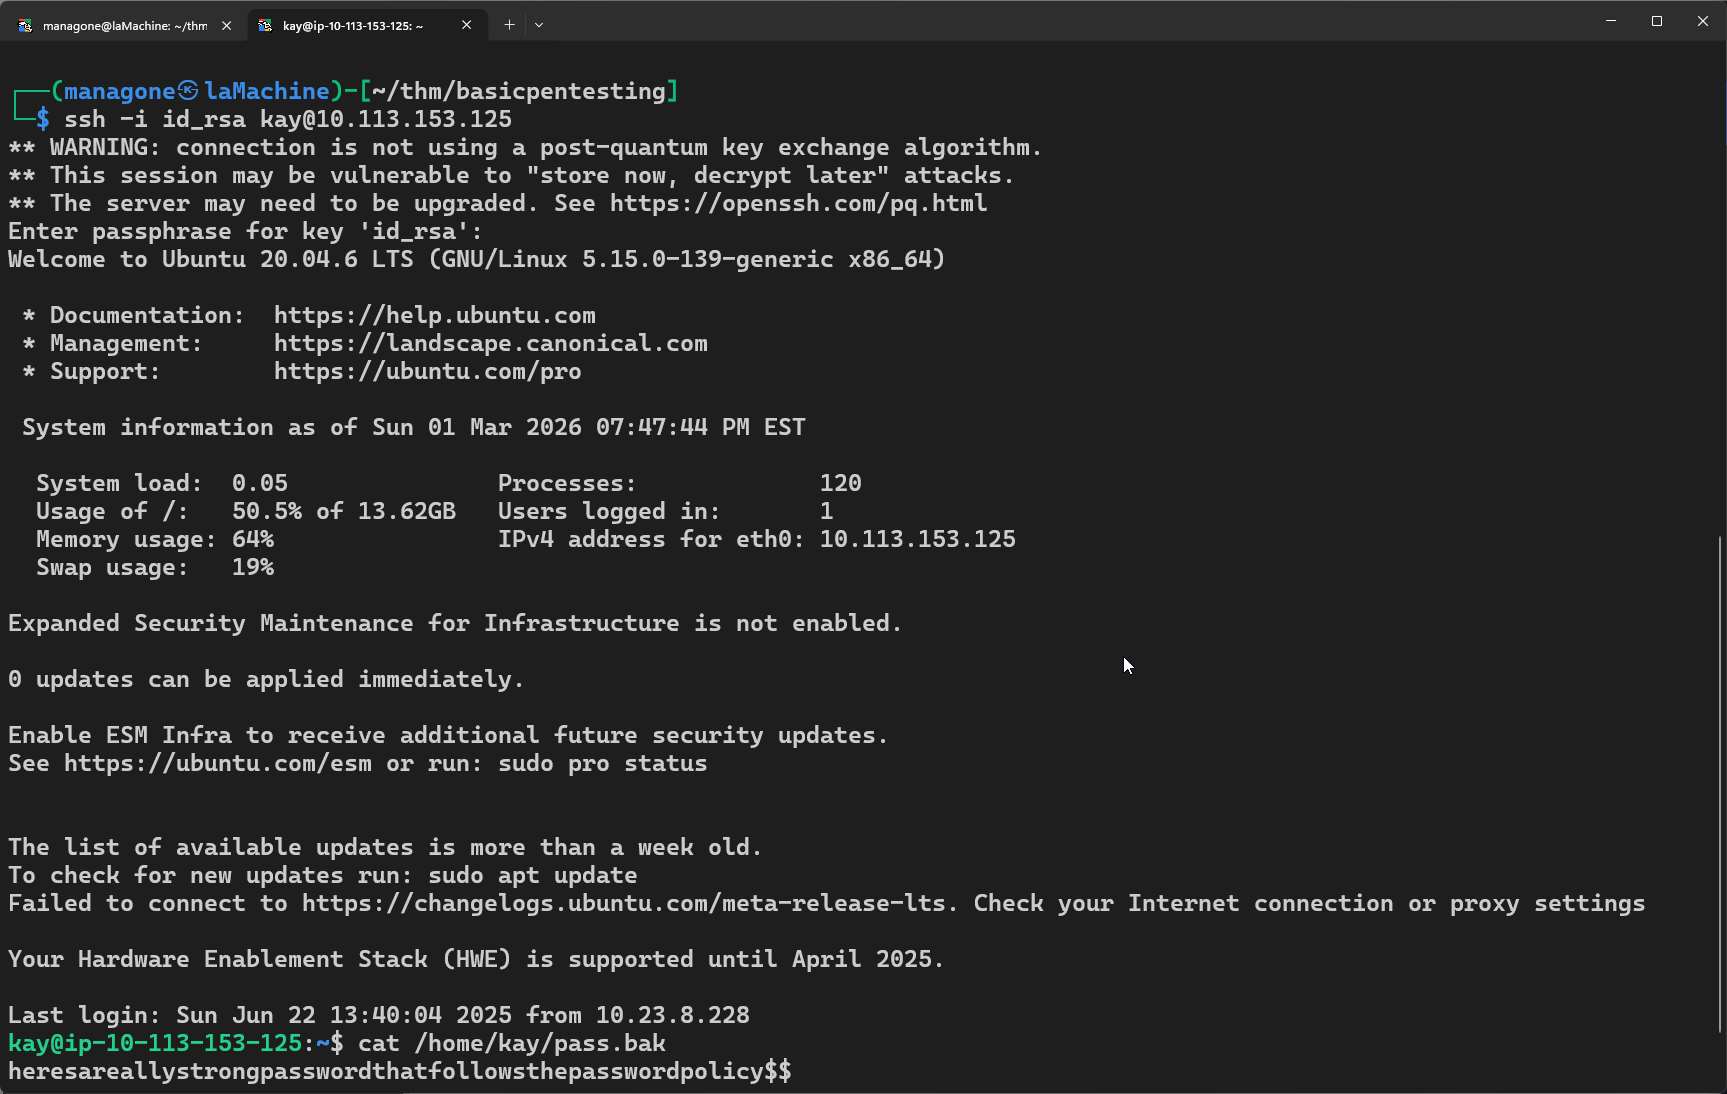 managone@laMachine: ~/thm
kay@ip-10-113-153-125: ~
(managone㉿laMachine)-[~/thm/basicpentesting]
$ ssh -i id_rsa kay@10.113.153.125
** WARNING: connection is not using a post-quantum key exchange algorithm.
** This session may be vulnerable to "store now, decrypt later" attacks.
** The server may need to be upgraded. See https://openssh.com/pq.html
Enter passphrase for key 'id_rsa':
Welcome to Ubuntu 20.04.6 LTS (GNU/Linux 5.15.0-139-generic x86_64)
* Documentation:  https://help.ubuntu.com
* Management:     https://landscape.canonical.com
* Support:        https://ubuntu.com/pro
System information as of Sun 01 Mar 2026 07:47:44 PM EST
System load:  0.05               Processes:             120
Usage of /:   50.5% of 13.62GB   Users logged in:       1
Memory usage: 64%                IPv4 address for eth0: 10.113.153.125
Swap usage:   19%
Expanded Security Maintenance for Infrastructure is not enabled.
0 updates can be applied immediately.
Enable ESM Infra to receive additional future security updates.
See https://ubuntu.com/esm or run: sudo pro status
The list of available updates is more than a week old.
To check for new updates run: sudo apt update
Failed to connect to https://changelogs.ubuntu.com/meta-release-lts. Check your Internet connection or proxy settings
Your Hardware Enablement Stack (HWE) is supported until April 2025.
Last login: Sun Jun 22 13:40:04 2025 from 10.23.8.228
kay@ip-10-113-153-125:~$ cat /home/kay/pass.bak
heresareallystrongpasswordthatfollowsthepasswordpolicy$$